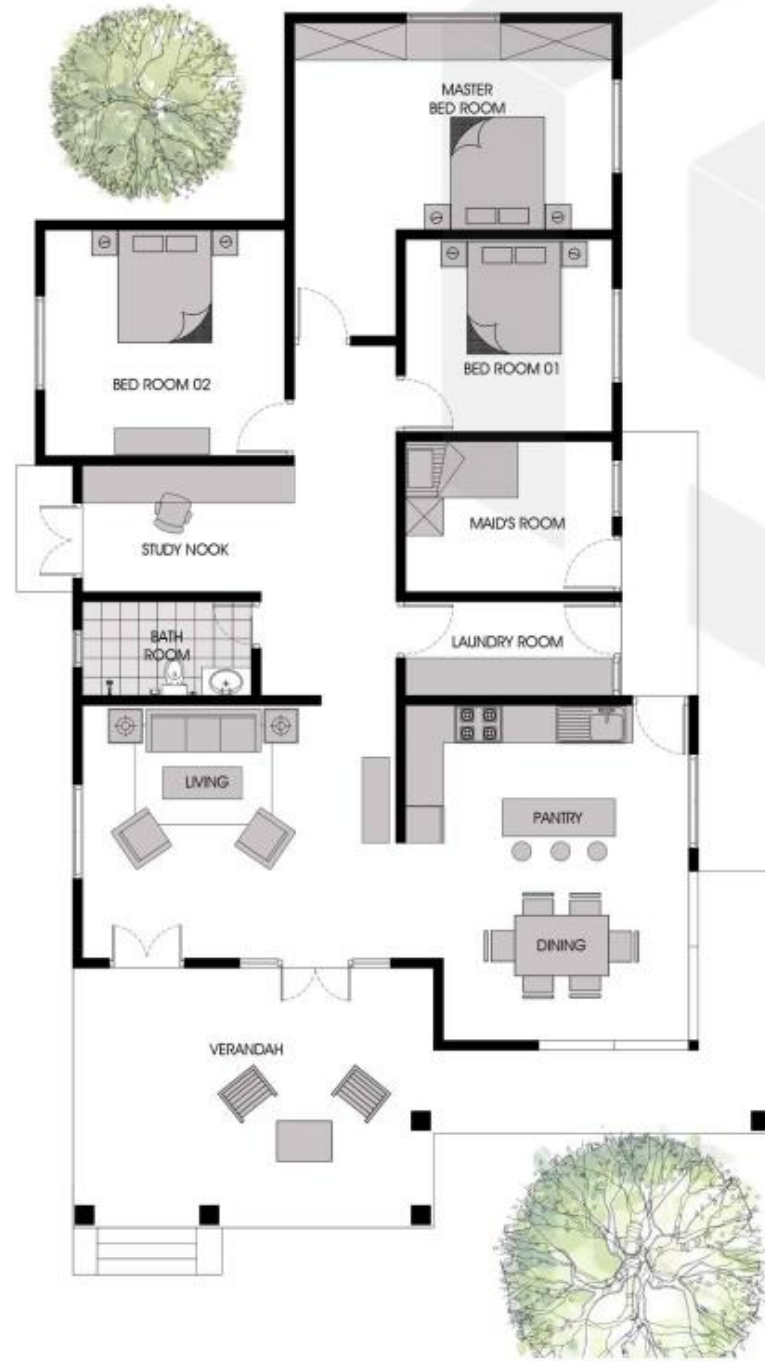 MASTER
BED ROOM
BED ROOM 02
BED ROOM 01
MAID'S ROOM
STUDY NOOK
BATH
ROOM
LAUNDRY ROOM
LIVING
PANTRY
DINING
VERANDAH